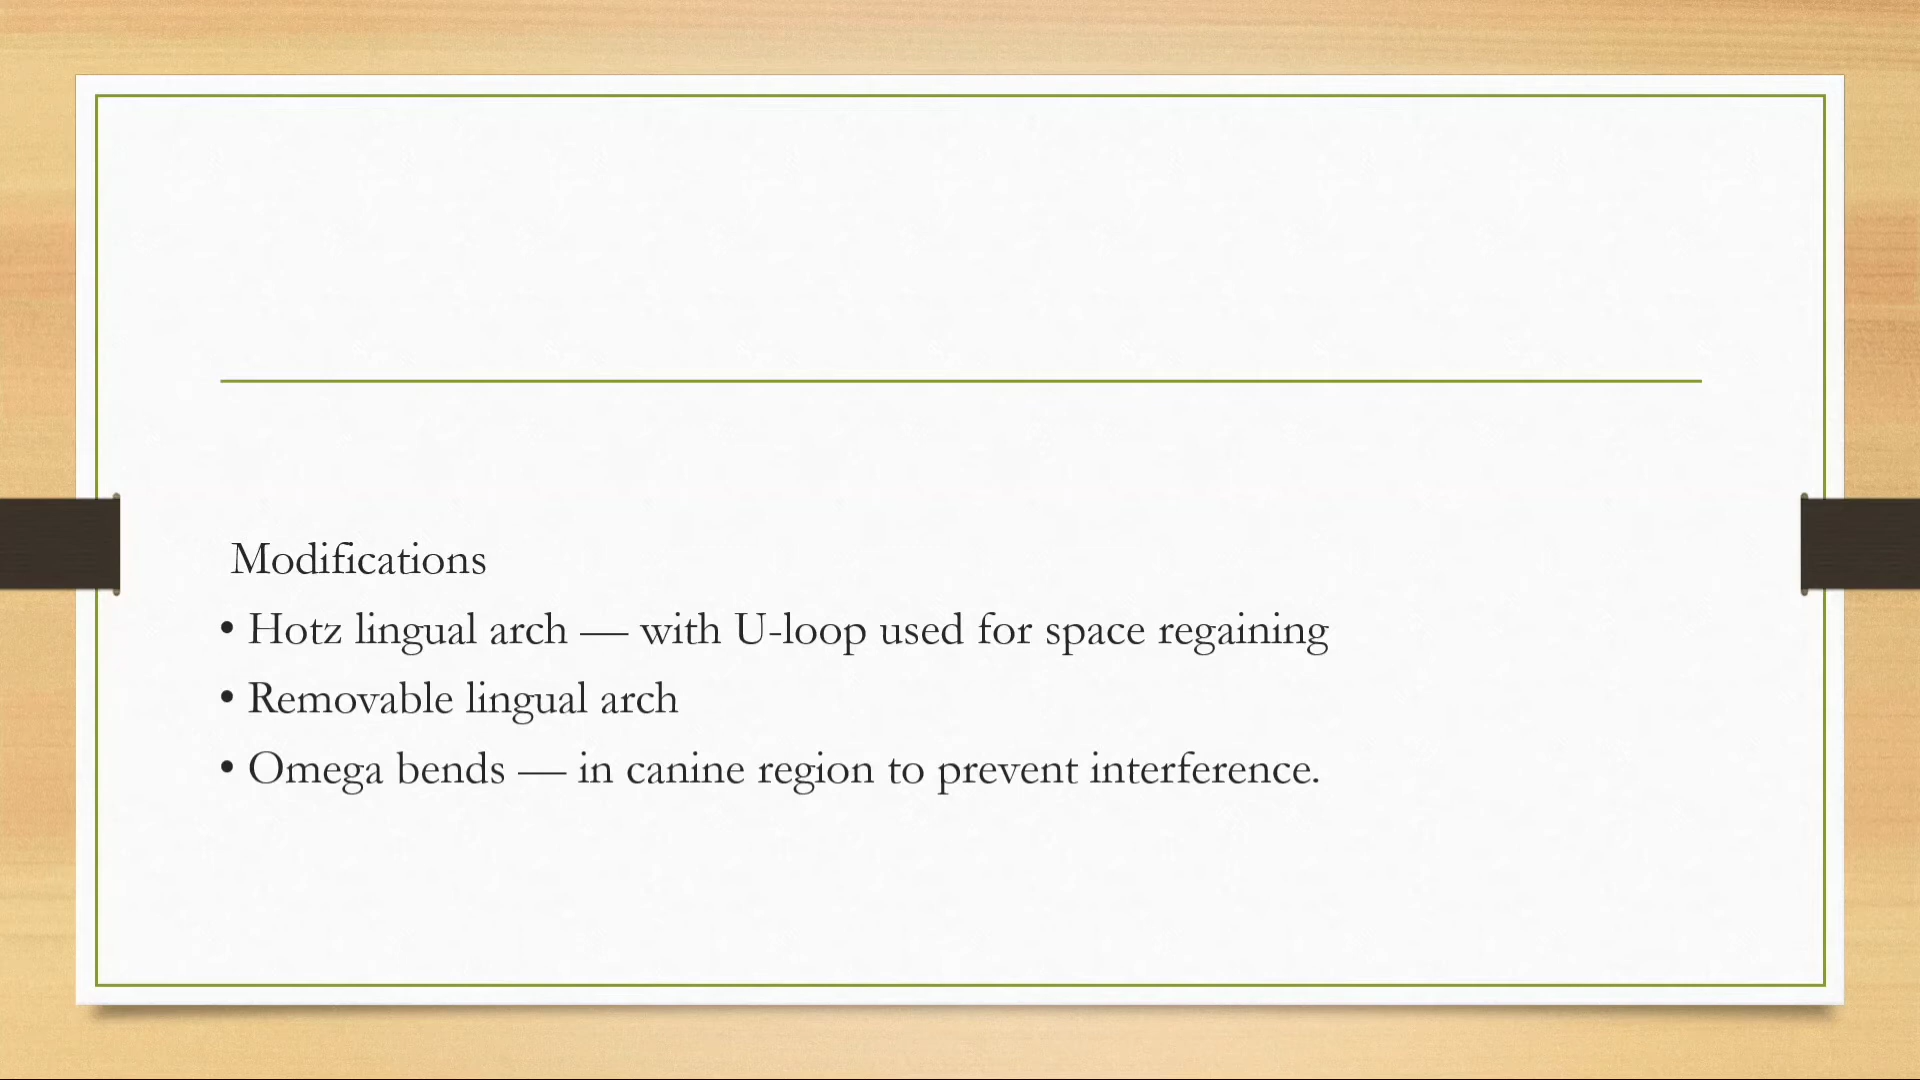 Modifications
• Hotz lingual arch — with U-loop used for space regaining
• Removable lingual arch
• Omega bends — in canine region to prevent interference.